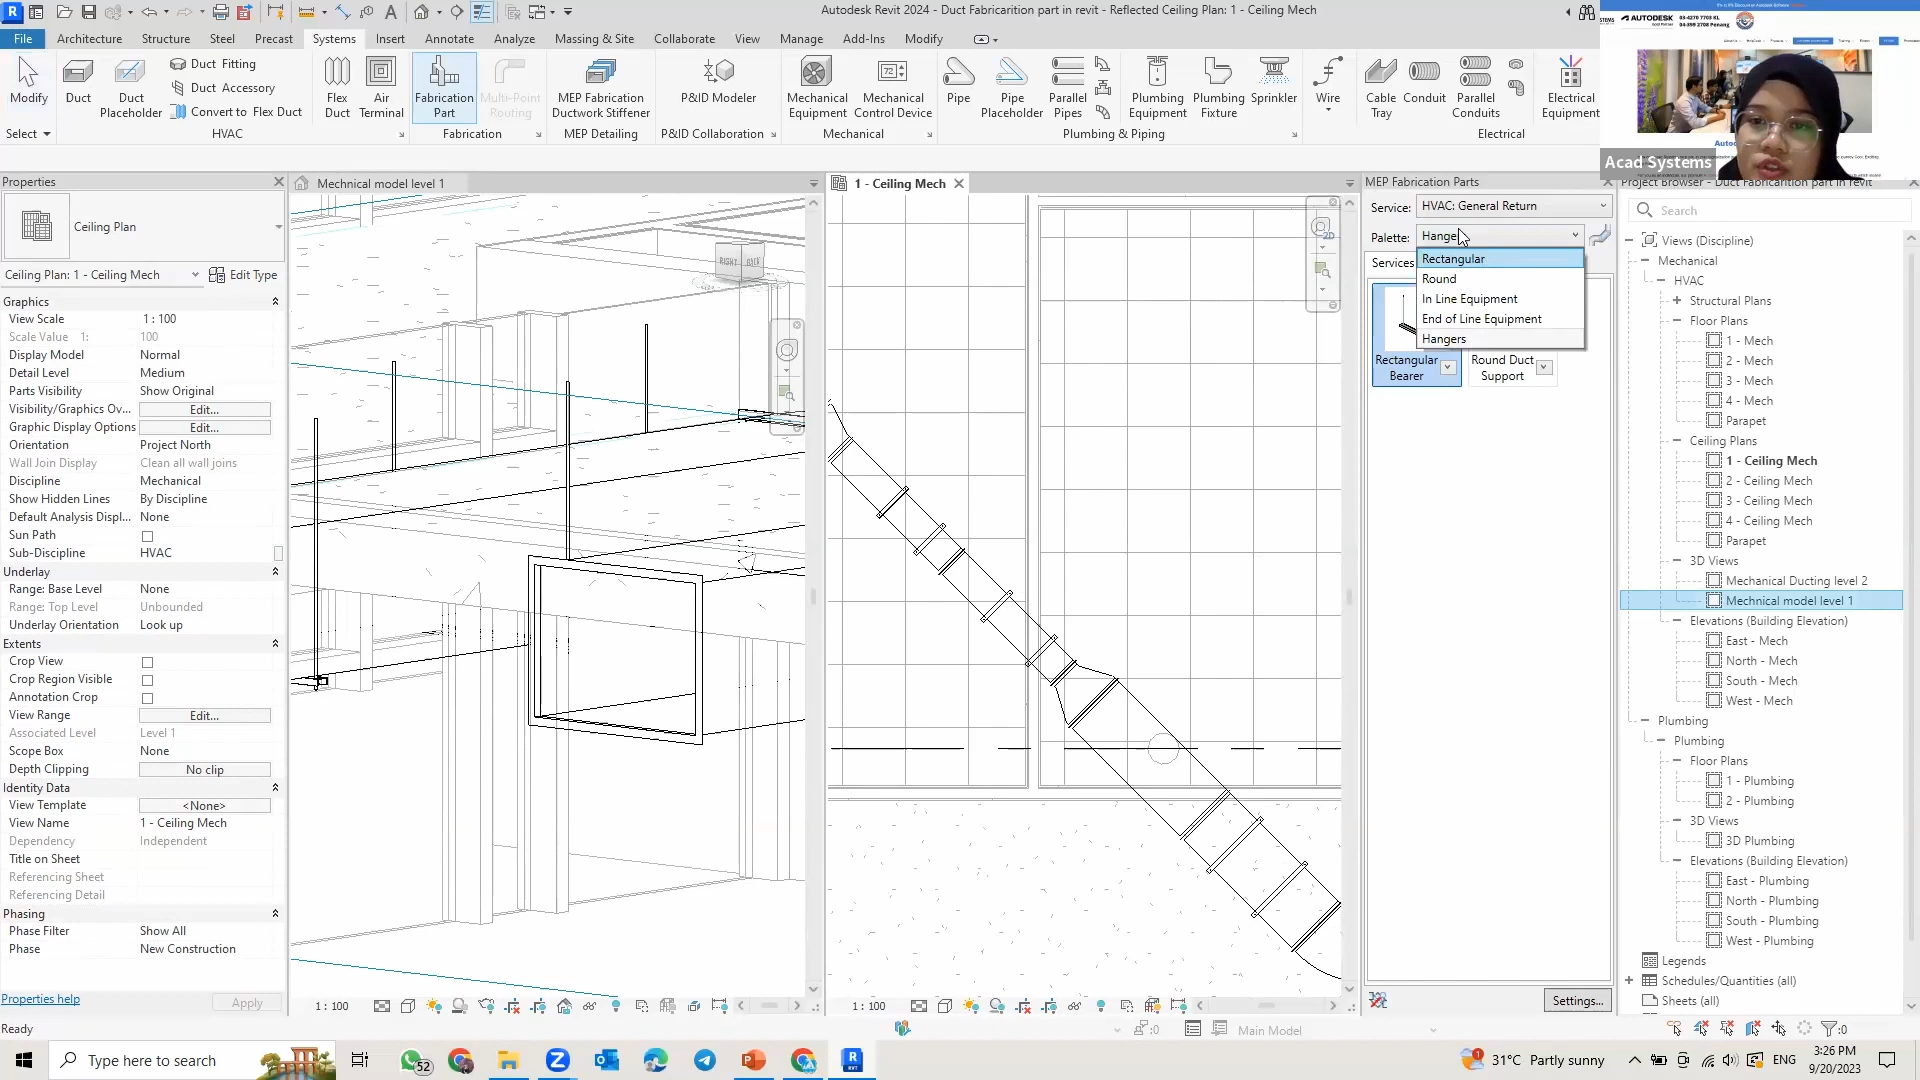 Autodesk Revit 2024 - Duct Fabricarition part in revit - Reflected Ceiling Plan: 1 - Ceiling Mech
File Architecture Structure Steel Precast Systems Insert Annotate Analyze Massing & Site Collaborate View Manage Add-Ins Modify
Modify
Select
Duct
Duct Placeholder
Duct Fitting
Duct Accessory
Convert to Flex Duct
HVAC
Flex Duct
Air Terminal
Fabrication Part
Multi-Point Routing
Fabrication
MEP Fabrication Ductwork Stiffener
MEP Detailing
P&ID Modeler
P&ID Collaboration
Mechanical Equipment
72
Mechanical Control Device
Mechanical
Pipe
Pipe Placeholder
Parallel Pipes
Plumbing Equipment
Plumbing Fixture
Sprinkler
Plumbing & Piping
Wire
Cable Tray
Conduit
Parallel Conduits
Electrical Equipment
Electrical
AUTODESK
Acad Systems
Properties
Ceiling Plan
Ceiling Plan: 1 - Ceiling Mech Edit Type
Graphics
View Scale 1 : 100
Scale Value 1: 100
Display Model Normal
Detail Level Medium
Parts Visibility Show Original
Visibility/Graphics Ov... Edit...
Graphic Display Options Edit...
Orientation Project North
Wall Join Display Clean all wall joins
Discipline Mechanical
Show Hidden Lines By Discipline
Default Analysis Displ... None
Sun Path
Sub-Discipline HVAC
Underlay
Range: Base Level None
Range: Top Level Unbounded
Underlay Orientation Look up
Extents
Crop View
Crop Region Visible
Annotation Crop
View Range Edit...
Associated Level Level 1
Scope Box None
Depth Clipping No clip
Identity Data
View Template <None>
View Name 1 - Ceiling Mech
Dependency Independent
Title on Sheet
Referencing Sheet
Referencing Detail
Phasing
Phase Filter Show All
Phase New Construction
Properties help Apply
Mechnical model level 1
RIGHT BACK
1 : 100
1 - Ceiling Mech
2D
1 : 100
MEP Fabrication Parts
Service: HVAC: General Return
Palette: Hange
Services
Rectangular
Round
In Line Equipment
End of Line Equipment
Hangers
Rectangular Bearer
Round Duct Support
Settings...
Project Browser - Duct Fabricarition part in revit
Search
Views (Discipline)
Mechanical
HVAC
Structural Plans
Floor Plans
1 - Mech
2 - Mech
3 - Mech
4 - Mech
Parapet
Ceiling Plans
1 - Ceiling Mech
2 - Ceiling Mech
3 - Ceiling Mech
4 - Ceiling Mech
Parapet
3D Views
Mechanical Ducting level 2
Mechnical model level 1
Elevations (Building Elevation)
East - Mech
North - Mech
South - Mech
West - Mech
Plumbing
Plumbing
Floor Plans
1 - Plumbing
2 - Plumbing
3D Views
3D Plumbing
Elevations (Building Elevation)
East - Plumbing
North - Plumbing
South - Plumbing
West - Plumbing
Legends
Schedules/Quantities (all)
Sheets (all)
Ready
:0
Main Model
:0
Type here to search
52
31°C Partly sunny
ENG
3:26 PM
9/20/2023